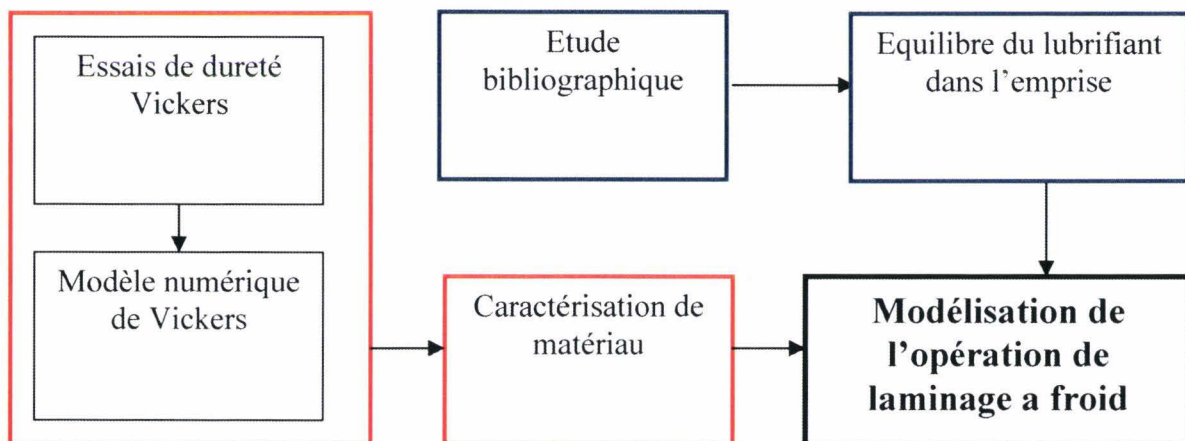 Essais de dureté
Vickers
Modèle numérique
de Vickers
Etude
bibliographique
Equilibre du lubrifiant
dans l’emprise
Caractérisation de
matériau
Modélisation de
l’opération de
laminage a froid